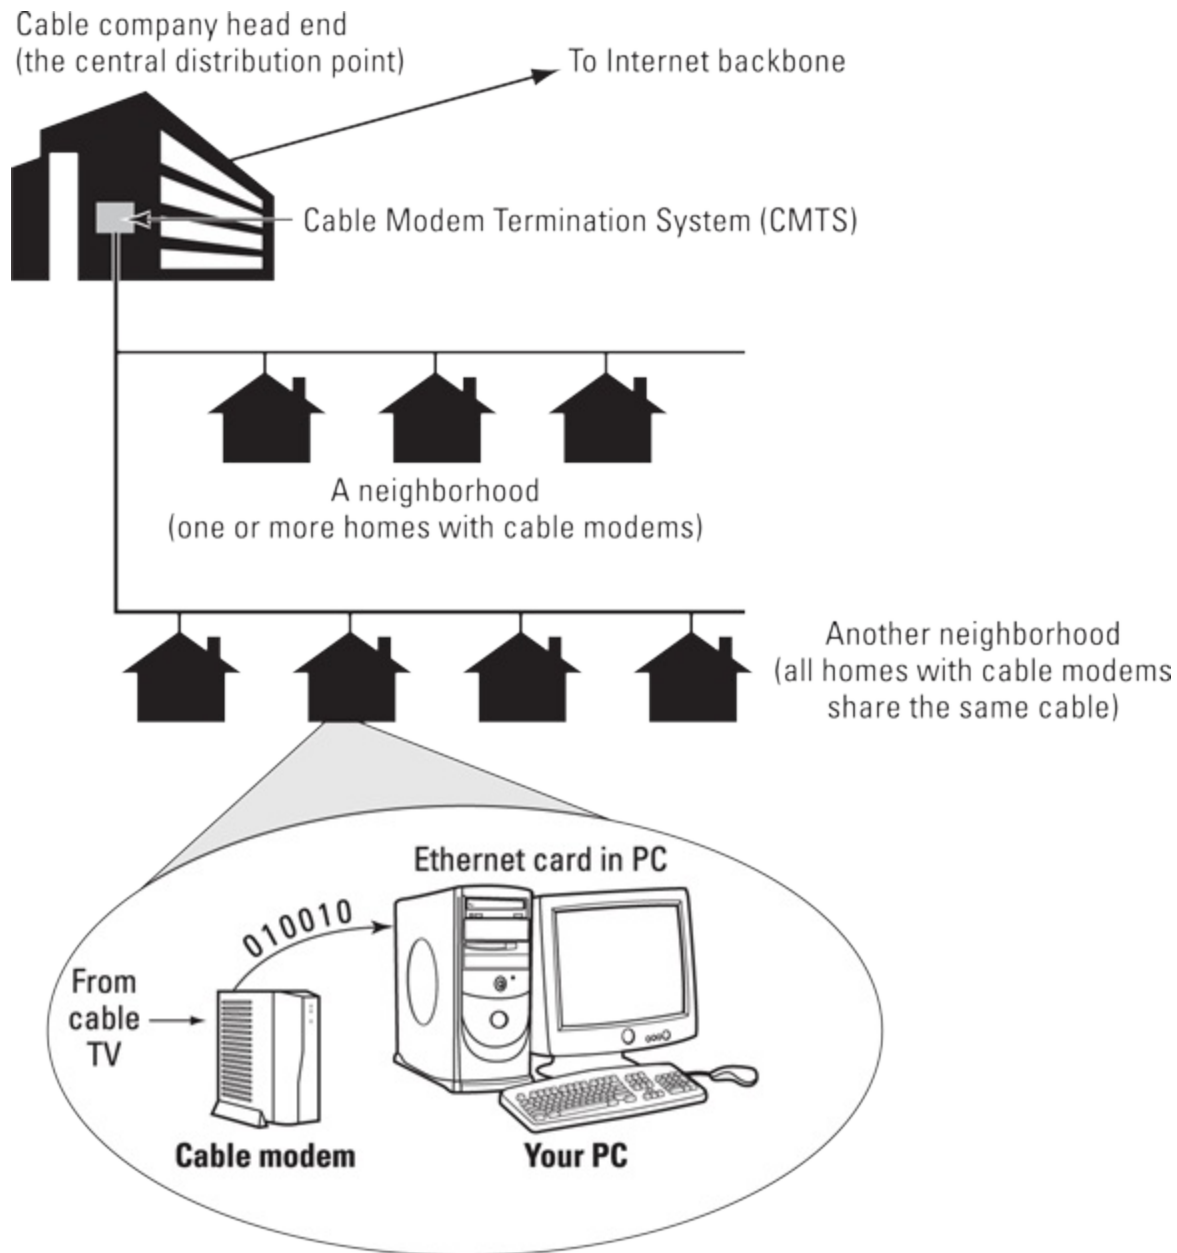 Cable company head end
(the central distribution point)
To Internet backbone
Cable Modem Termination System (CMTS)
A neighborhood
(one or more homes with cable modems)
Another neighborhood
(all homes with cable modems
share the same cable)
Ethernet card in PC
010010
From
cable
TV
Cable modem
Your PC